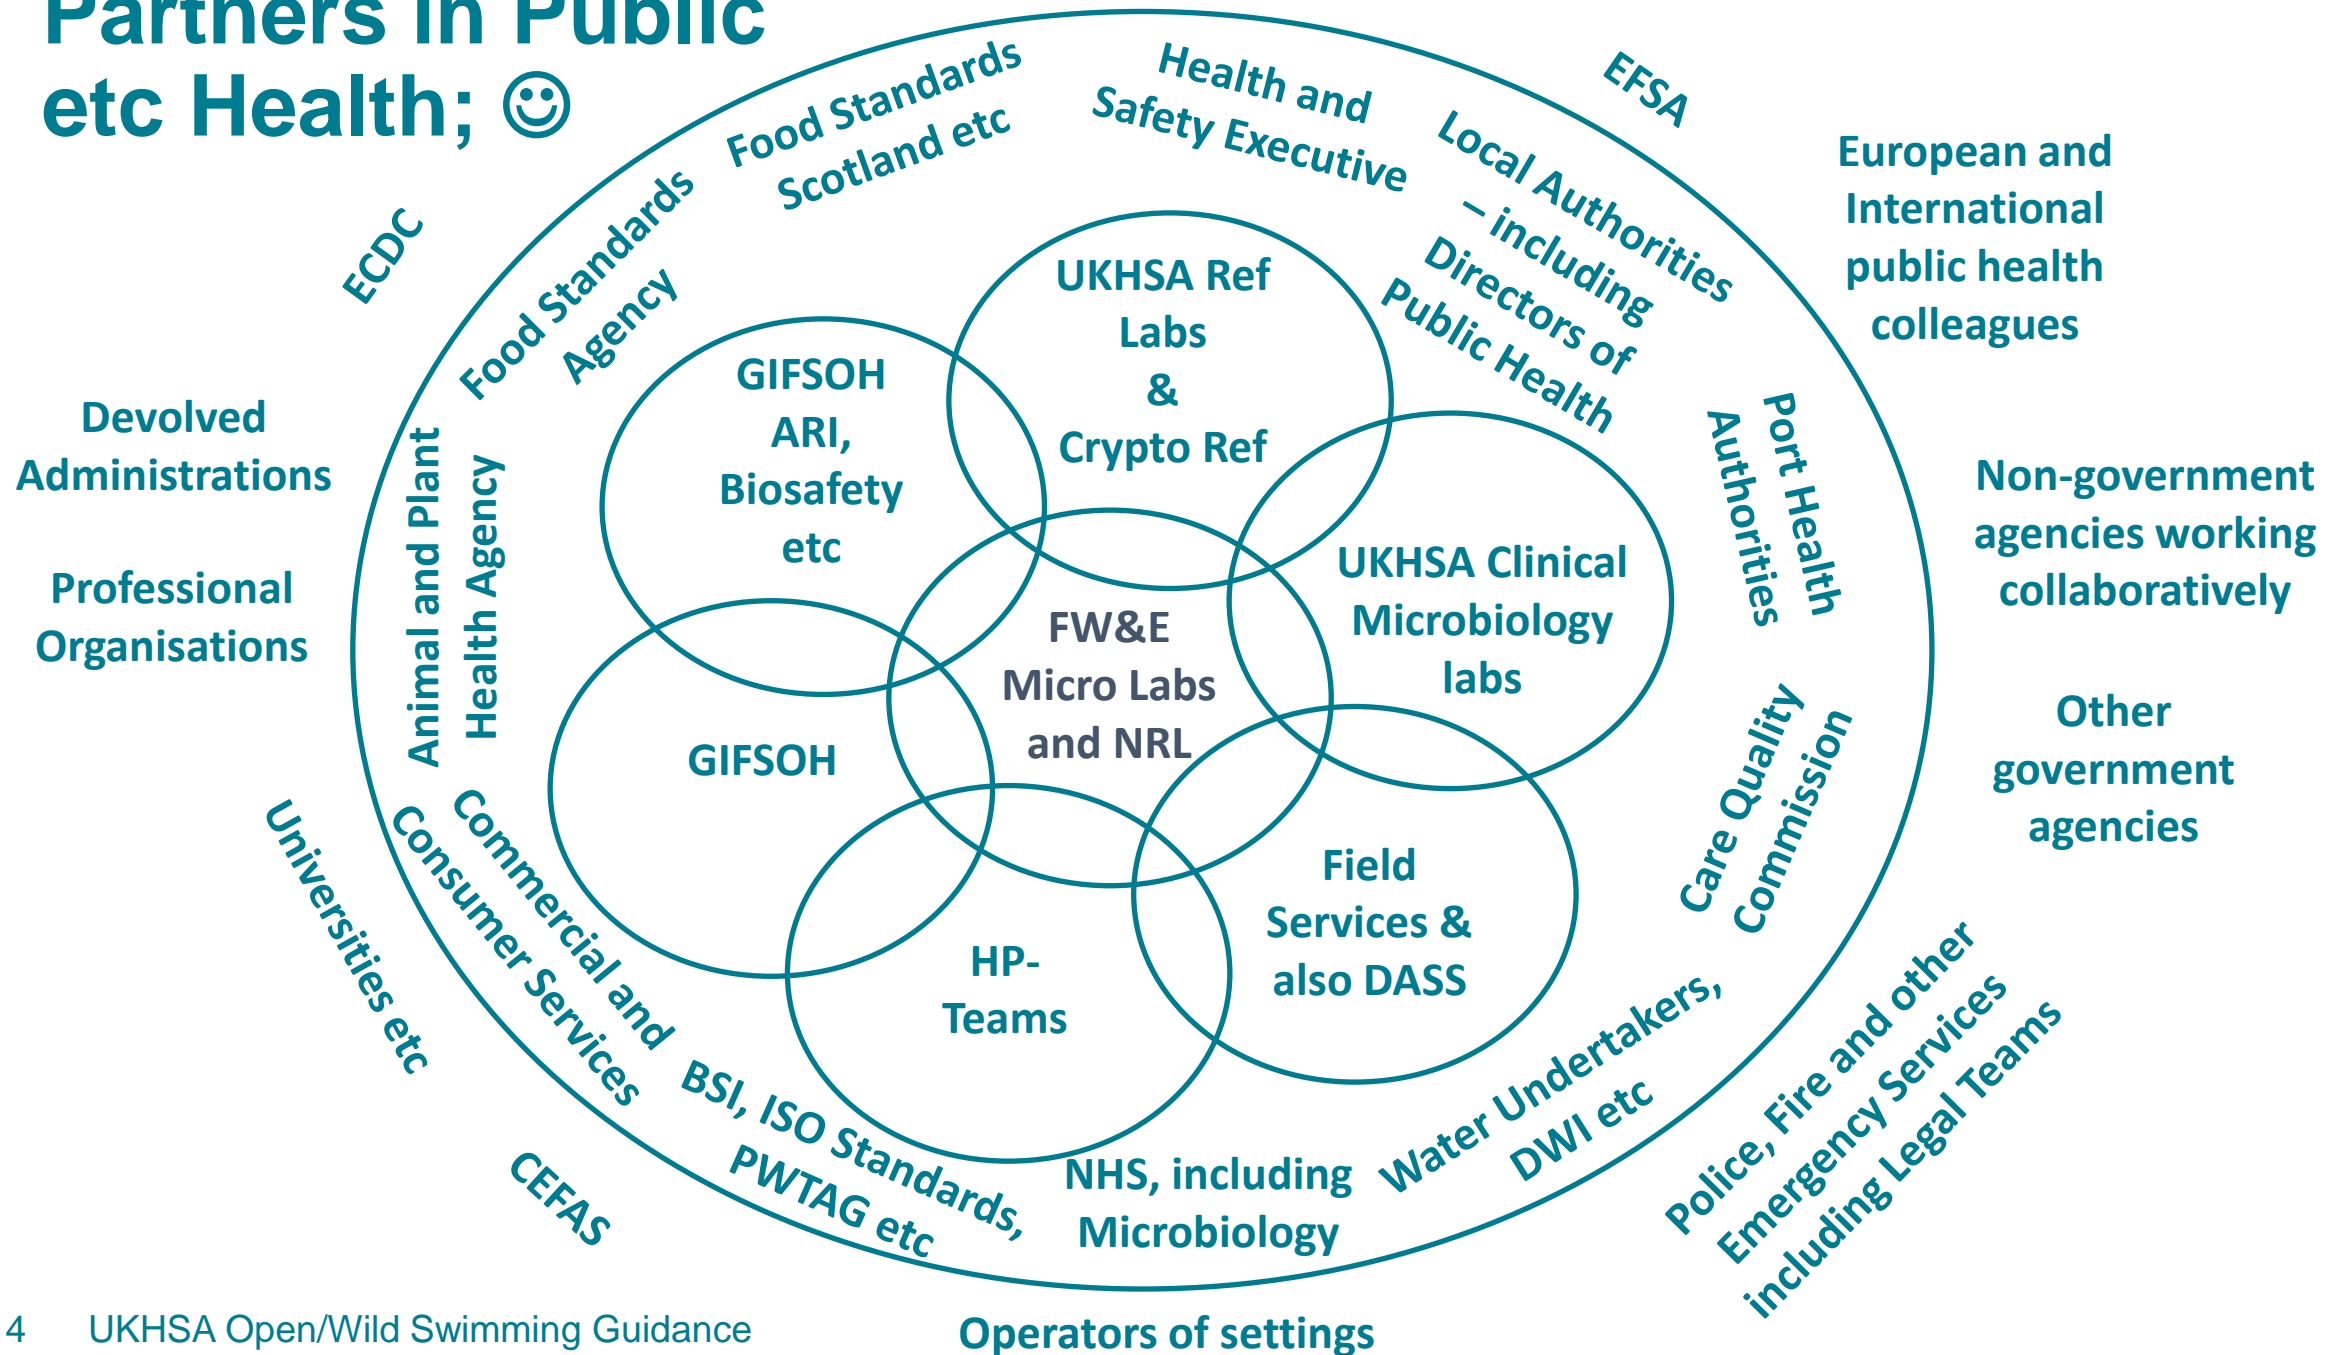 Partners in Public
etc Health; ☺
Food Standards
Scotland etc
Health and
Safety Executive
EFSA
Local Authorities
– including
Directors of
Public Health
European and
International
public health
colleagues
ECDC
Food Standards
Agency
UKHSA Ref
Labs
&
Crypto Ref
GIFSOH
ARI,
Biosafety
etc
Devolved
Administrations
Professional
Organisations
Animal and Plant
Health Agency
Port Health
Authorities
Non-government
agencies working
collaboratively
UKHSA Clinical
Microbiology
labs
FW&E
Micro Labs
and NRL
GIFSOH
Care Quality
Commission
Other
government
agencies
Universities etc
Commercial and
Consumer Services
HP-
Teams
Field
Services &
also DASS
Water Undertakers,
DWI etc
Police, Fire and other
Emergency Services
including Legal Teams
CEFAS
BSI, ISO Standards,
PWTAG etc
NHS, including
Microbiology
4 UKHSA Open/Wild Swimming Guidance
Operators of settings